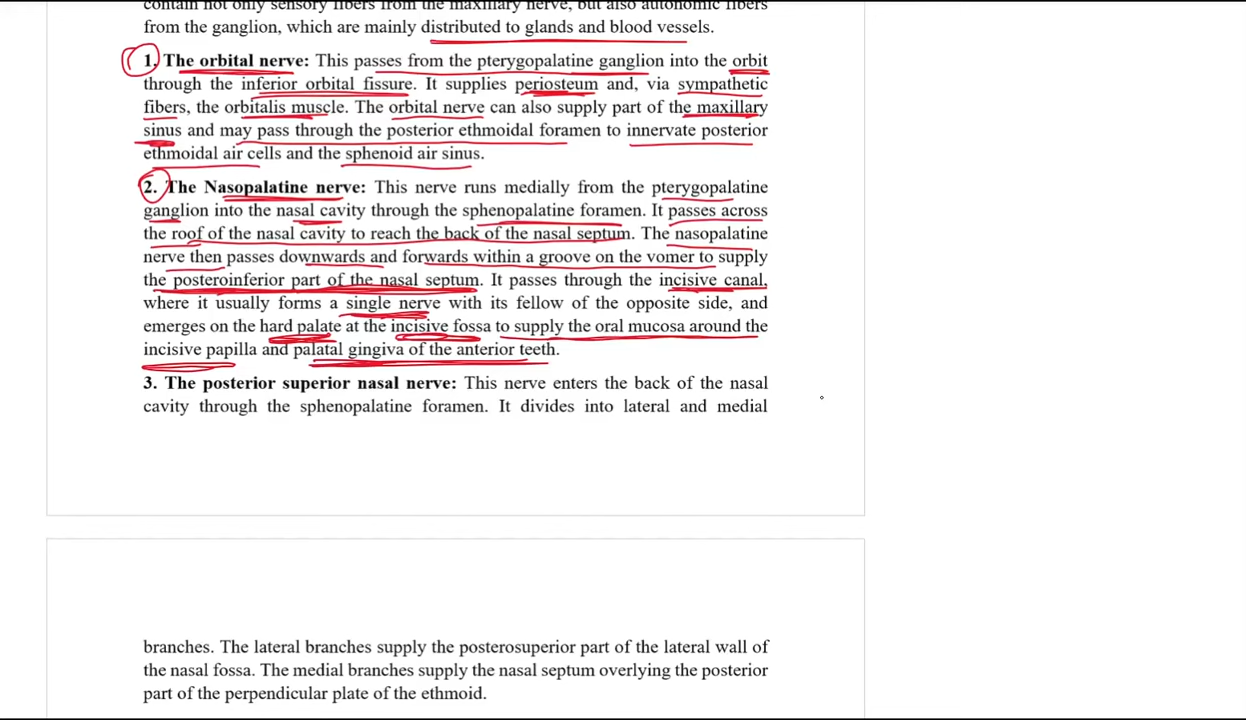 contain not only sensory fibers from the maxillary nerve, but also autonomic fibers
from the ganglion, which are mainly distributed to glands and blood vessels.
1. The orbital nerve: This passes from the pterygopalatine ganglion into the orbit
through the inferior orbital fissure. It supplies periosteum and, via sympathetic
fibers, the orbitalis muscle. The orbital nerve can also supply part of the maxillary
sinus and may pass through the posterior ethmoidal foramen to innervate posterior
ethmoidal air cells and the sphenoid air sinus.
2. The Nasopalatine nerve: This nerve runs medially from the pterygopalatine
ganglion into the nasal cavity through the sphenopalatine foramen. It passes across
the roof of the nasal cavity to reach the back of the nasal septum. The nasopalatine
nerve then passes downwards and forwards within a groove on the vomer to supply
the posteroinferior part of the nasal septum. It passes through the incisive canal,
where it usually forms a single nerve with its fellow of the opposite side, and
emerges on the hard palate at the incisive fossa to supply the oral mucosa around the
incisive papilla and palatal gingiva of the anterior teeth.
3. The posterior superior nasal nerve: This nerve enters the back of the nasal
cavity through the sphenopalatine foramen. It divides into lateral and medial
branches. The lateral branches supply the posterosuperior part of the lateral wall of
the nasal fossa. The medial branches supply the nasal septum overlying the posterior
part of the perpendicular plate of the ethmoid.